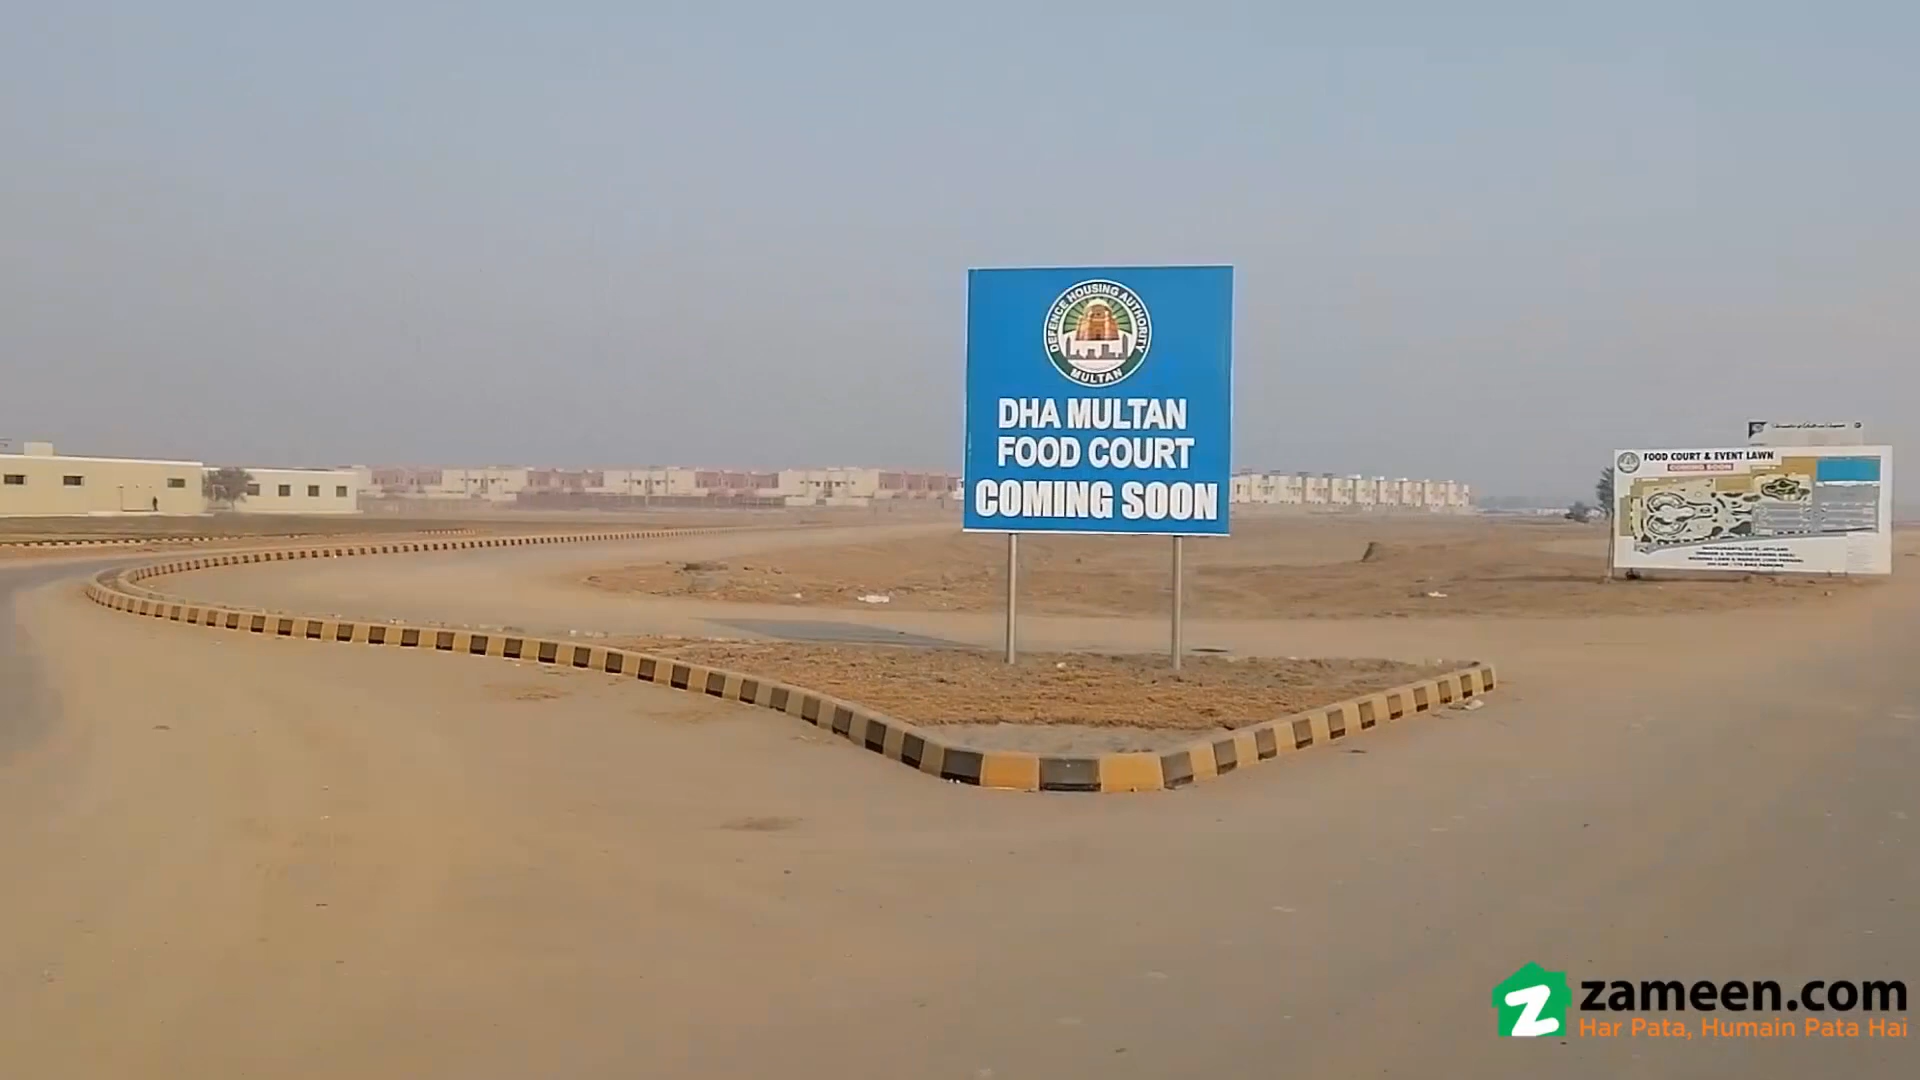 DEFENCE HOUSING AUTHORITY
MULTAN
DHA MULTAN
FOOD COURT
COMING SOON
FOOD COURT & EVENT LAWN
COMING SOON
zameen.com
Har Pata, Humain Pata Hai